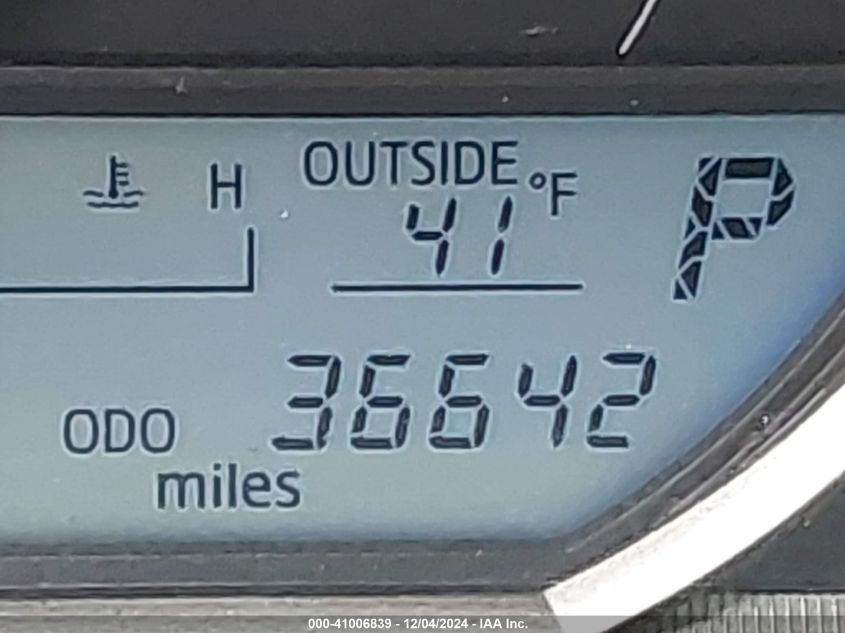 H OUTSIDE °F P
41
36642
ODO
miles
000-41006839 - 12/04/2024 - IAA Inc.